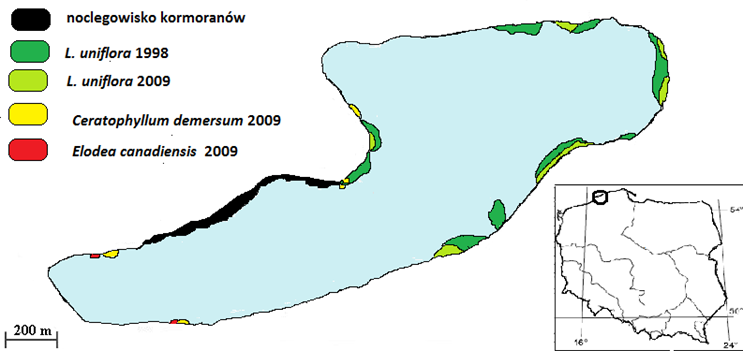 noclegowisko kormoranów
L. uniflora 1998
L. uniflora 2009
Ceratophyllum demersum 2009
Elodea canadiensis 2009
200 m
54°
50°
16°
24°